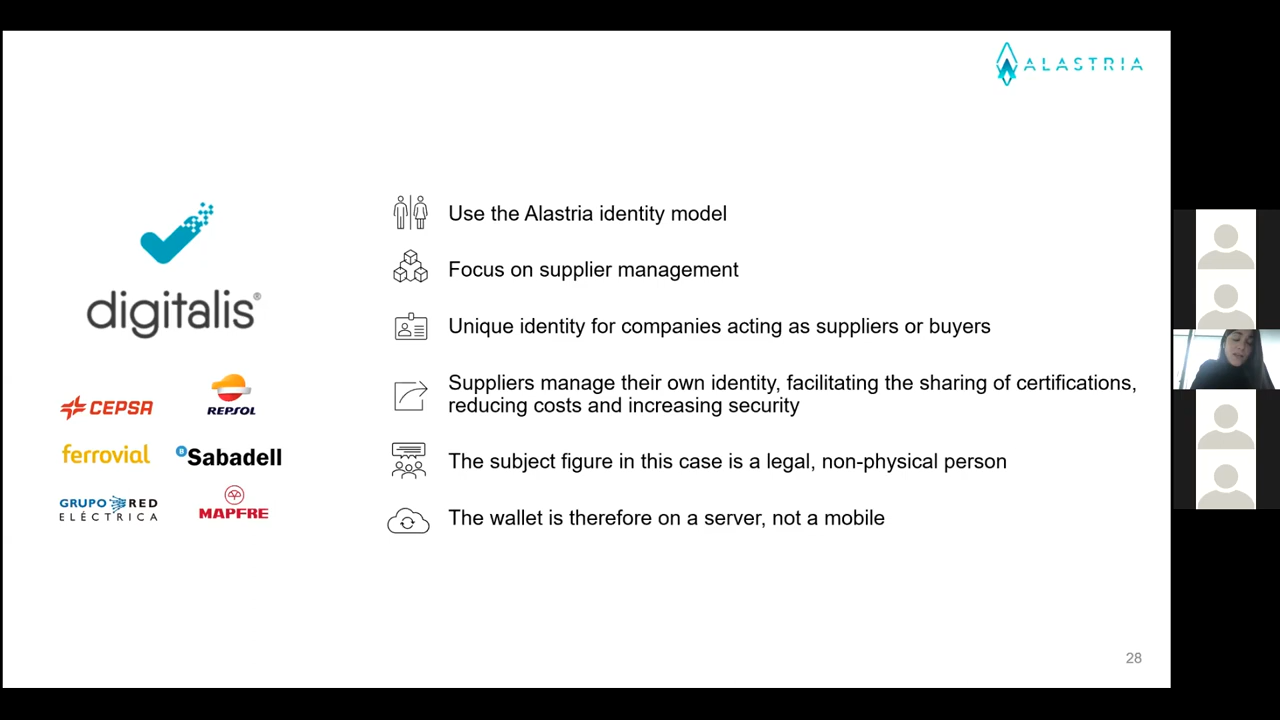 ALASTRIA
digitalis®
CEPSA
REPSOL
ferrovial
B Sabadell
GRUPO RED
ELÉCTRICA
MAPFRE
Use the Alastria identity model
Focus on supplier management
Unique identity for companies acting as suppliers or buyers
Suppliers manage their own identity, facilitating the sharing of certifications,
reducing costs and increasing security
The subject figure in this case is a legal, non-physical person
The wallet is therefore on a server, not a mobile
28